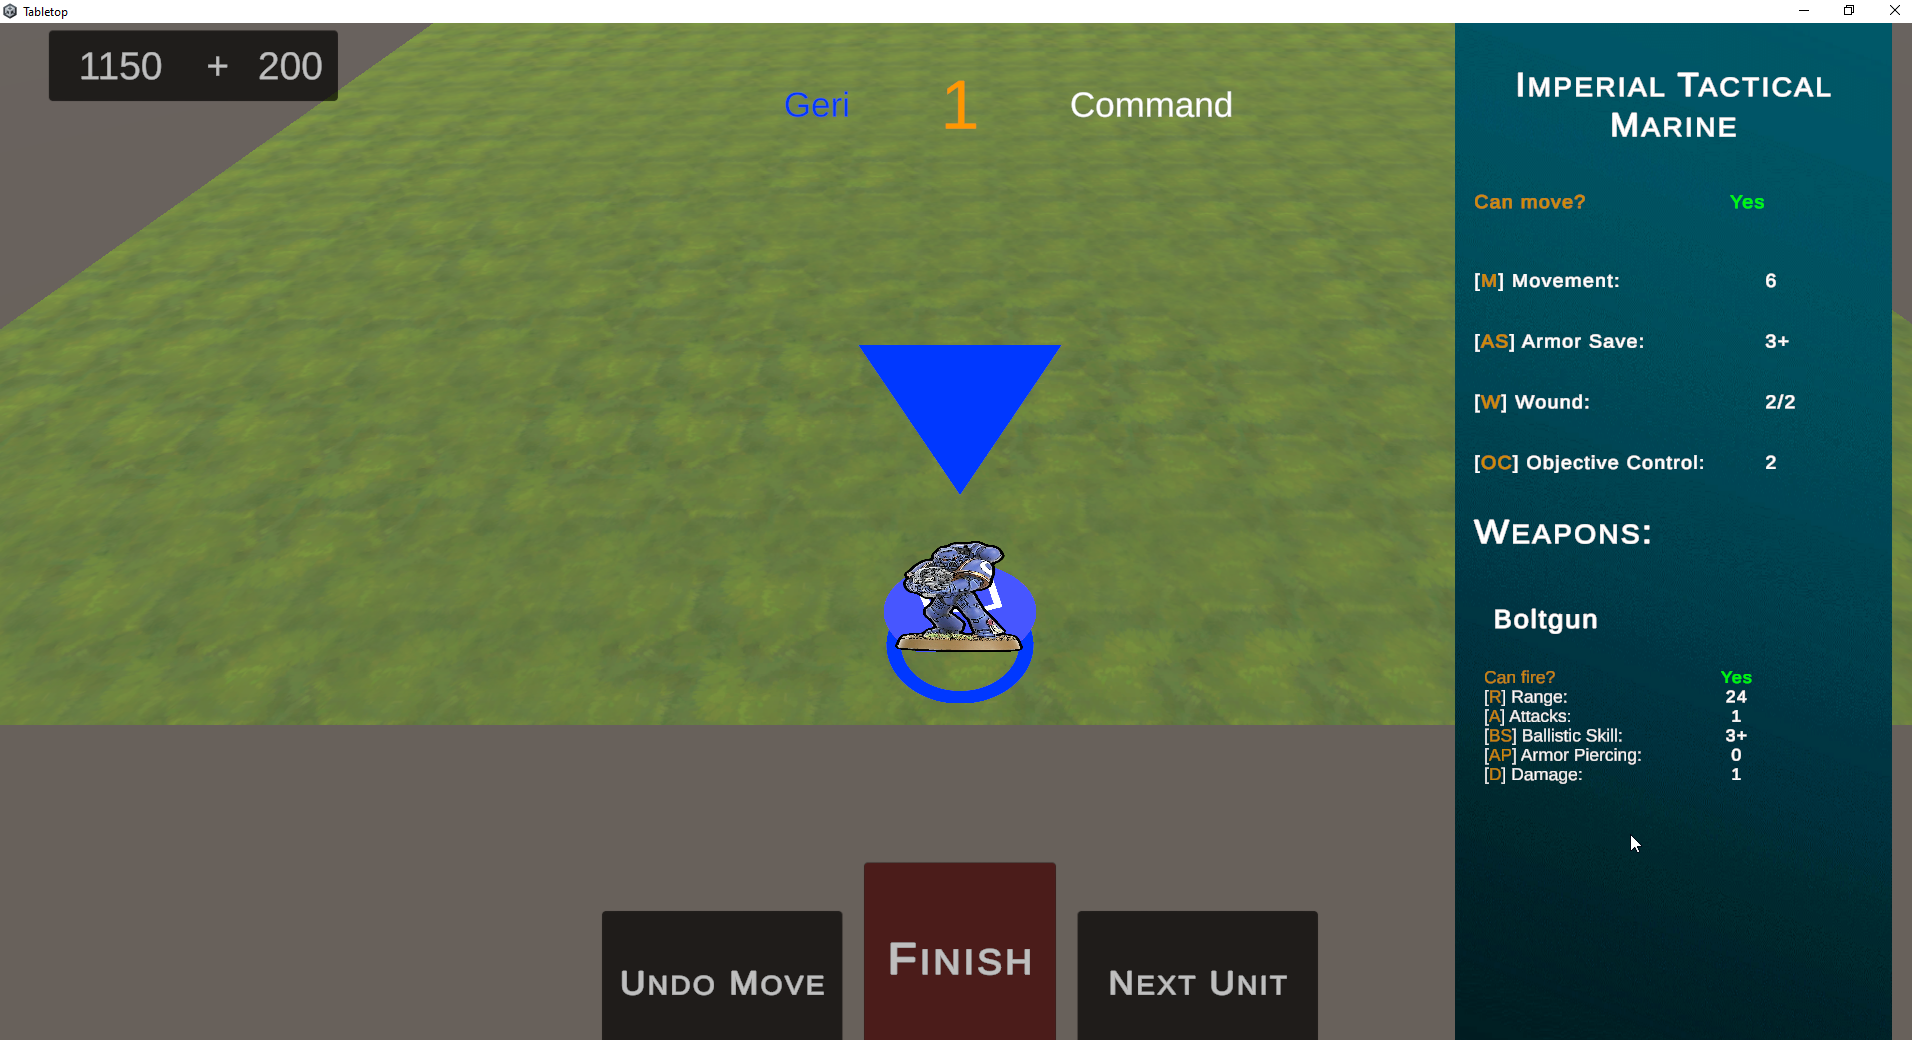 Tabletop
1150 + 200
Geri 1 Command
IMPERIAL TACTICAL
MARINE
Can move? Yes
[M] Movement: 6
[AS] Armor Save: 3+
[W] Wound: 2/2
[OC] Objective Control: 2
WEAPONS:
Boltgun
Can fire? Yes
[R] Range: 24
[A] Attacks: 1
[BS] Ballistic Skill: 3+
[AP] Armor Piercing: 0
[D] Damage: 1
UNDO MOVE
FINISH
NEXT UNIT